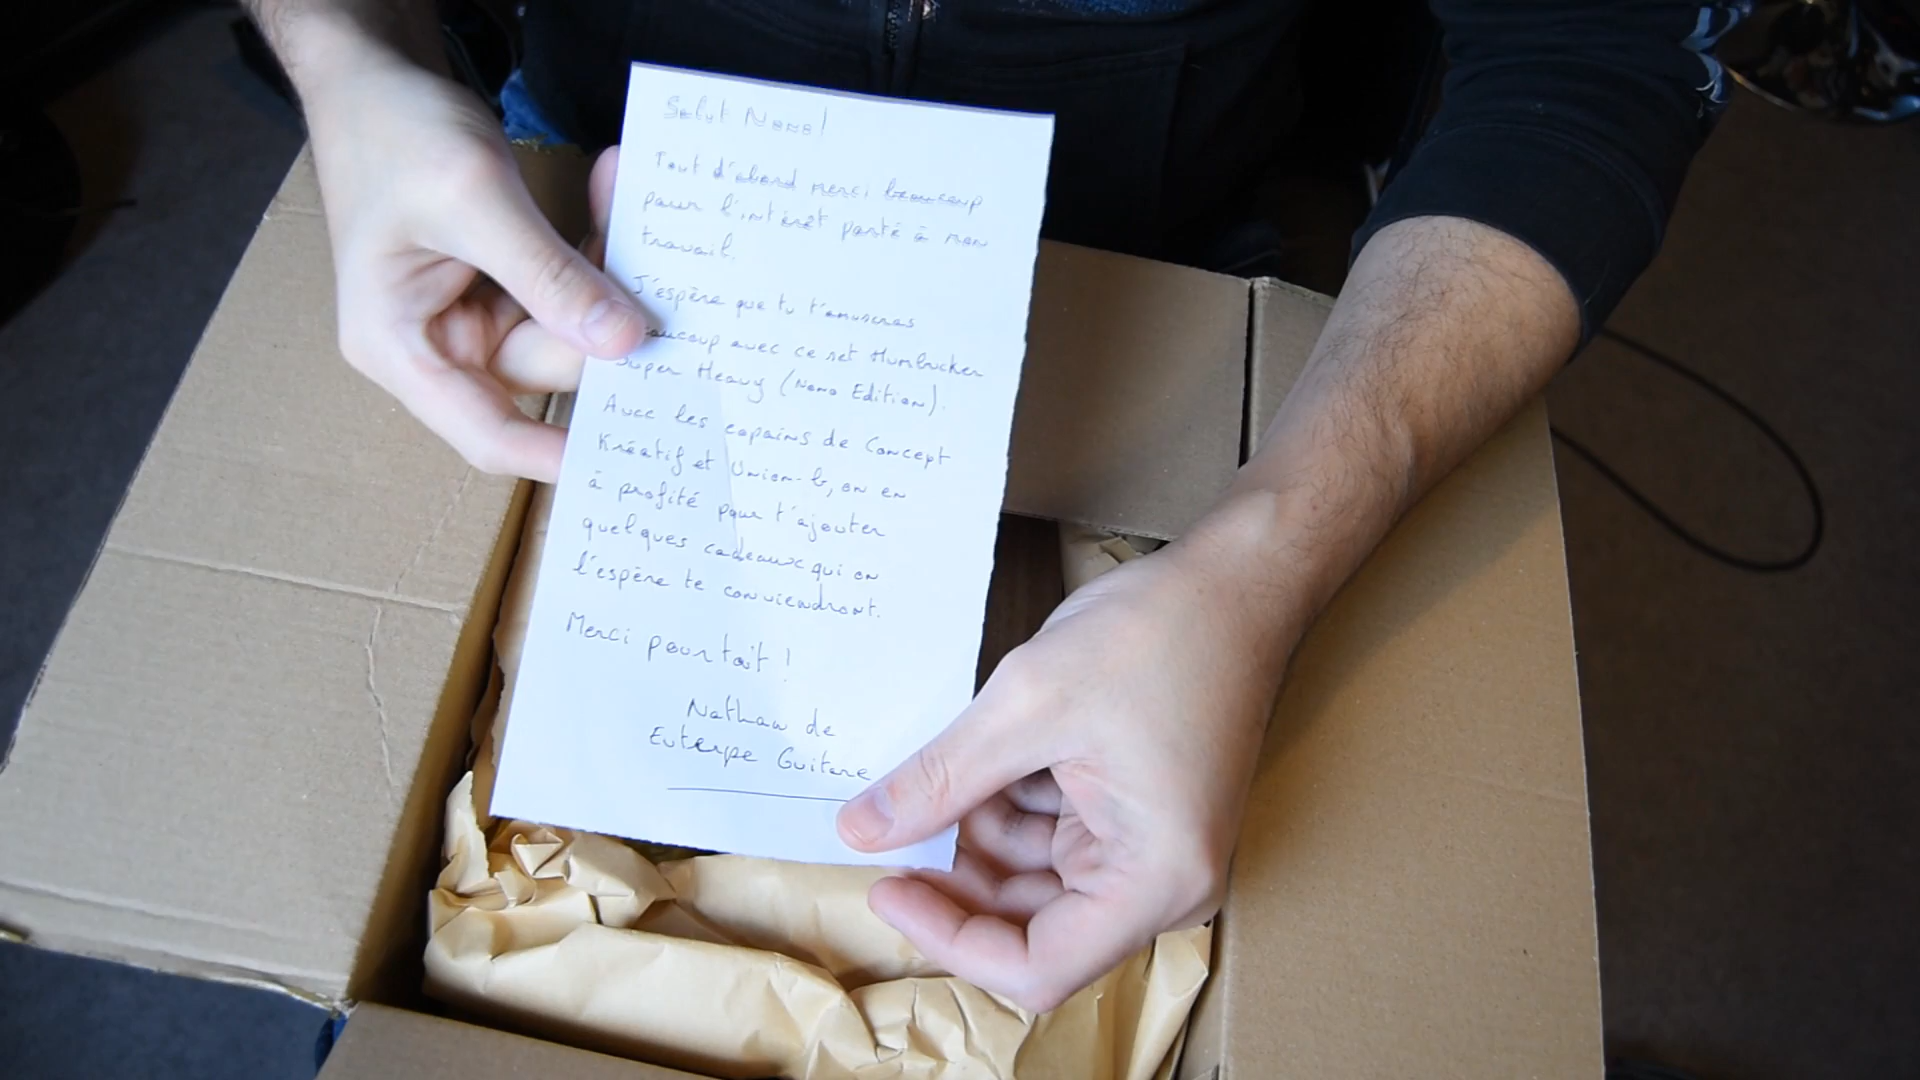 Salut Nono!
Tout d'abord merci beaucoup
pour l'intérêt porté à mon
travail.
J'espère que tu t'amuseras
eaucoup avec ce set Humbucker
Super Heavy (Nono Edition).
Avec les copains de Concept
Kréatif et Union-b, on en
à profité pour t'ajouter
quelques cadeaux qui on
l'espère te conviendront.
Merci pour tout !
Nathan de
Euterpe Guitare